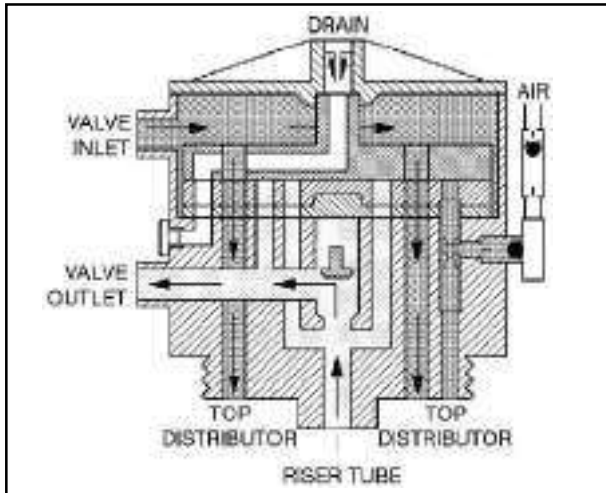 DRAIN
AIR
VALVE
INLET
VALVE
OUTLET
TOP
DISTRIBUTOR
TOP
DISTRIBUTOR
RISER TUBE